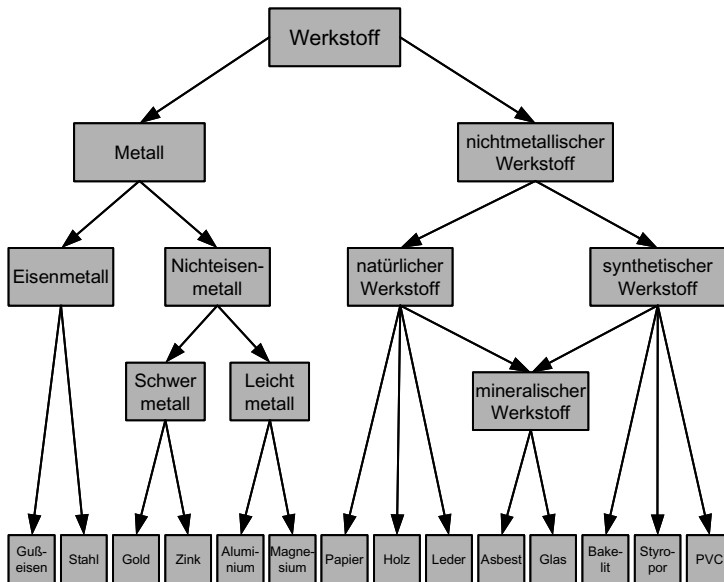 Werkstoff
Metall
nichtmetallischer
Werkstoff
Eisenmetall
Nichteisen-
metall
natürlicher
Werkstoff
synthetischer
Werkstoff
Schwer
metall
Leicht
metall
mineralischer
Werkstoff
Guß-
eisen
Stahl
Gold
Zink
Alumi-
nium
Magne-
sium
Papier
Holz
Leder
Asbest
Glas
Bake-
lit
Styro-
por
PVC